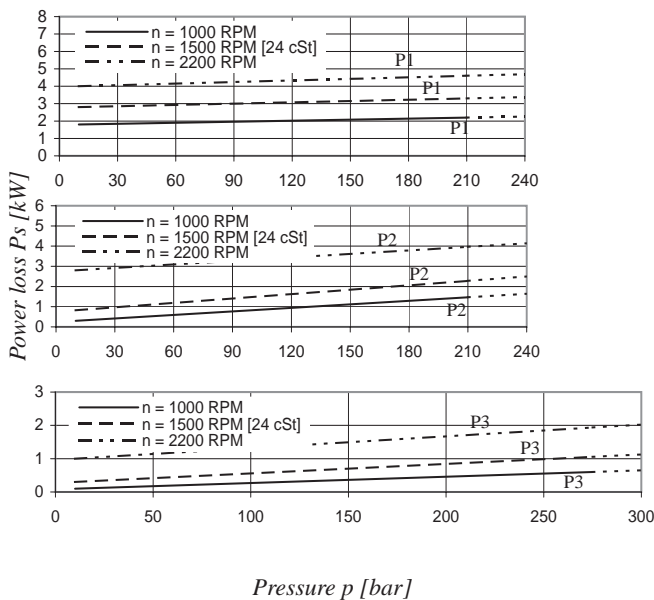 8
7
6
5
4
3
2
1
0
n = 1000 RPM
n = 1500 RPM [24 cSt]
n = 2200 RPM
P1
P1
P1
0 30 60 90 120 150 180 210 240
Power loss Ps [kW]
6
5
4
3
2
1
0
n = 1000 RPM
n = 1500 RPM [24 cSt]
n = 2200 RPM
P2
P2
P2
0 30 60 90 120 150 180 210 240
3
2
1
0
n = 1000 RPM
n = 1500 RPM [24 cSt]
n = 2200 RPM
P3
P3
P3
0 50 100 150 200 250 300
Pressure p [bar]